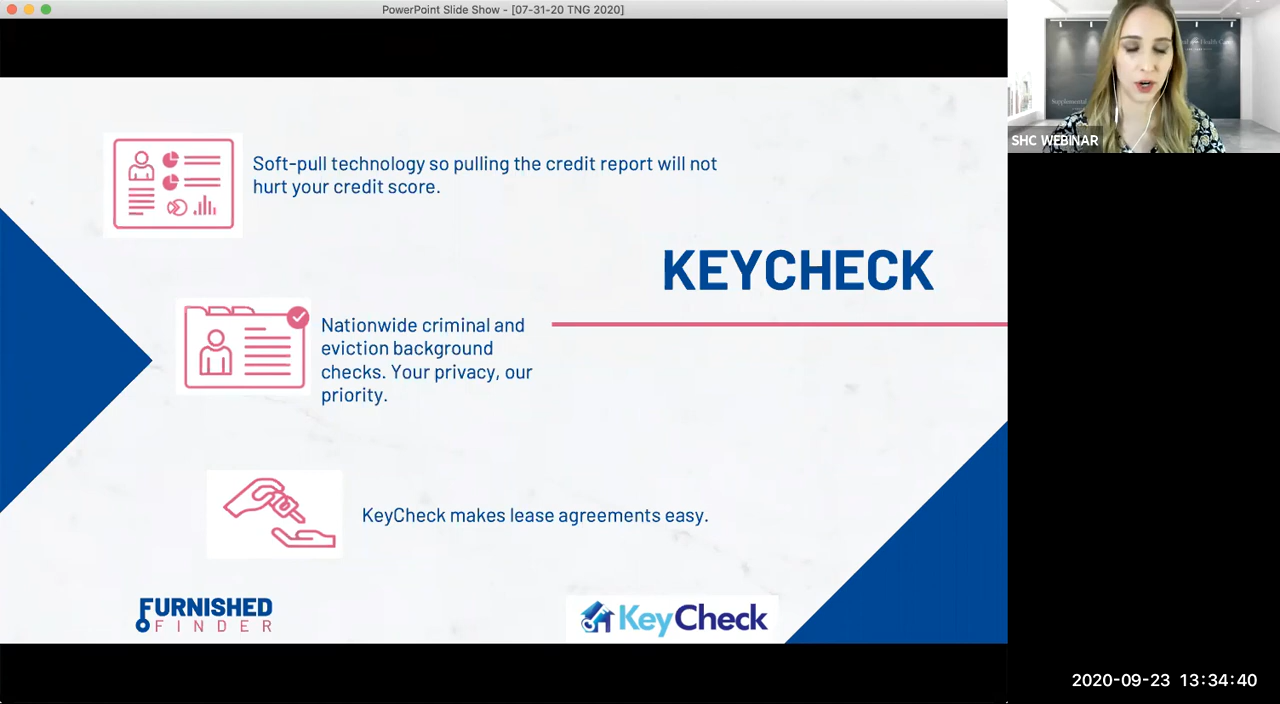 PowerPoint Slide Show - [07-31-20 TNG 2020]
Soft-pull technology so pulling the credit report will not
hurt your credit score.
KEYCHECK
Nationwide criminal and
eviction background
checks. Your privacy, our
priority.
KeyCheck makes lease agreements easy.
FURNISHED
FINDER
KeyCheck
SHC WEBINAR
2020-09-23 13:34:40